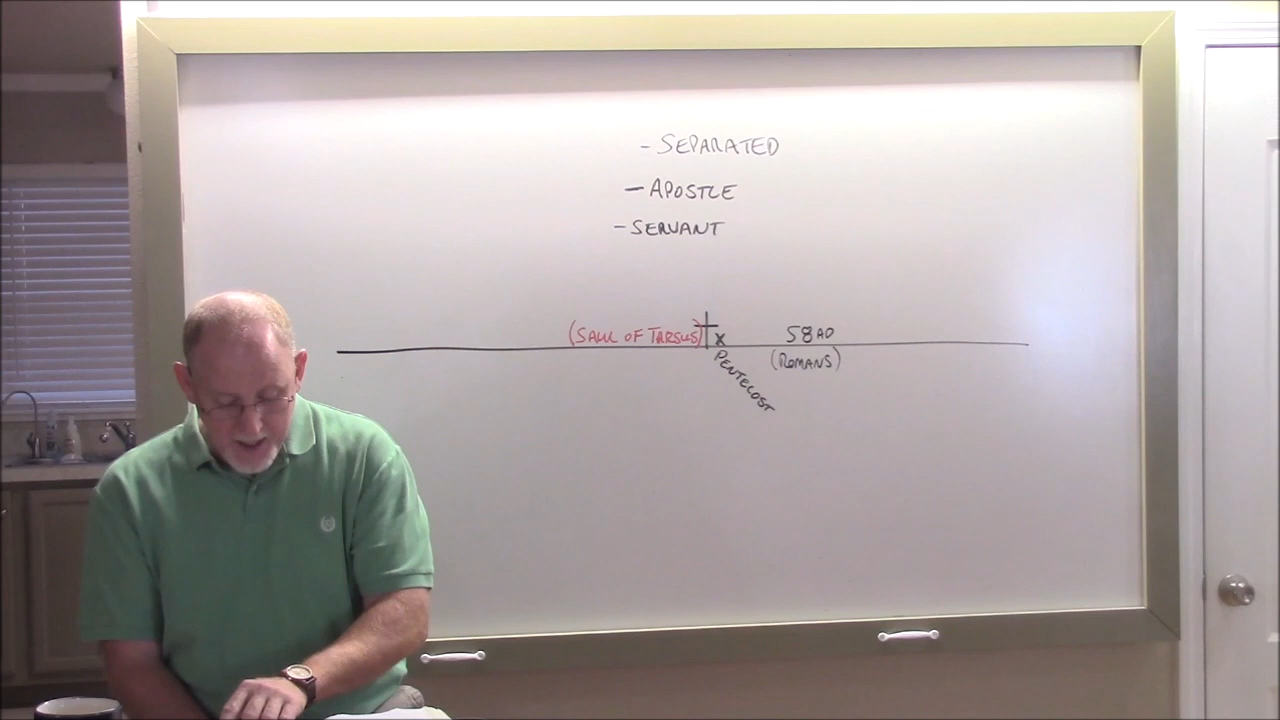 - SEPARATED
- APOSTLE
- SERVANT
(SAUL OF TARSUS)
x
58 AD
(ROMANS)
PENTECOST